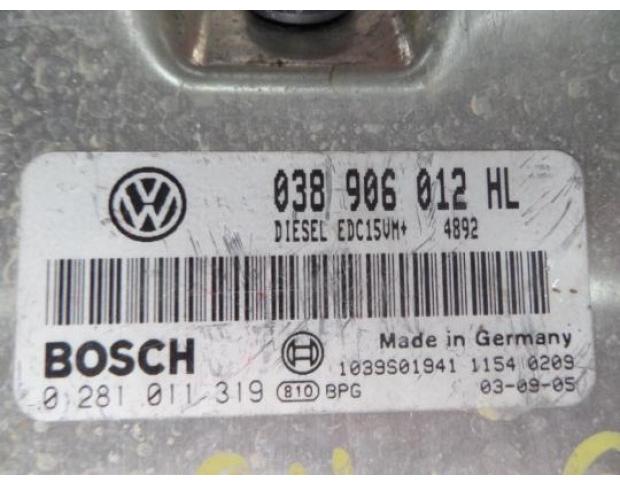 038 906 012 HL
DIESEL EDC15VM+ 4892
BOSCH
Made in Germany
1039S01941 1154 0209
0 281 011 319 810 BPG
03-09-05